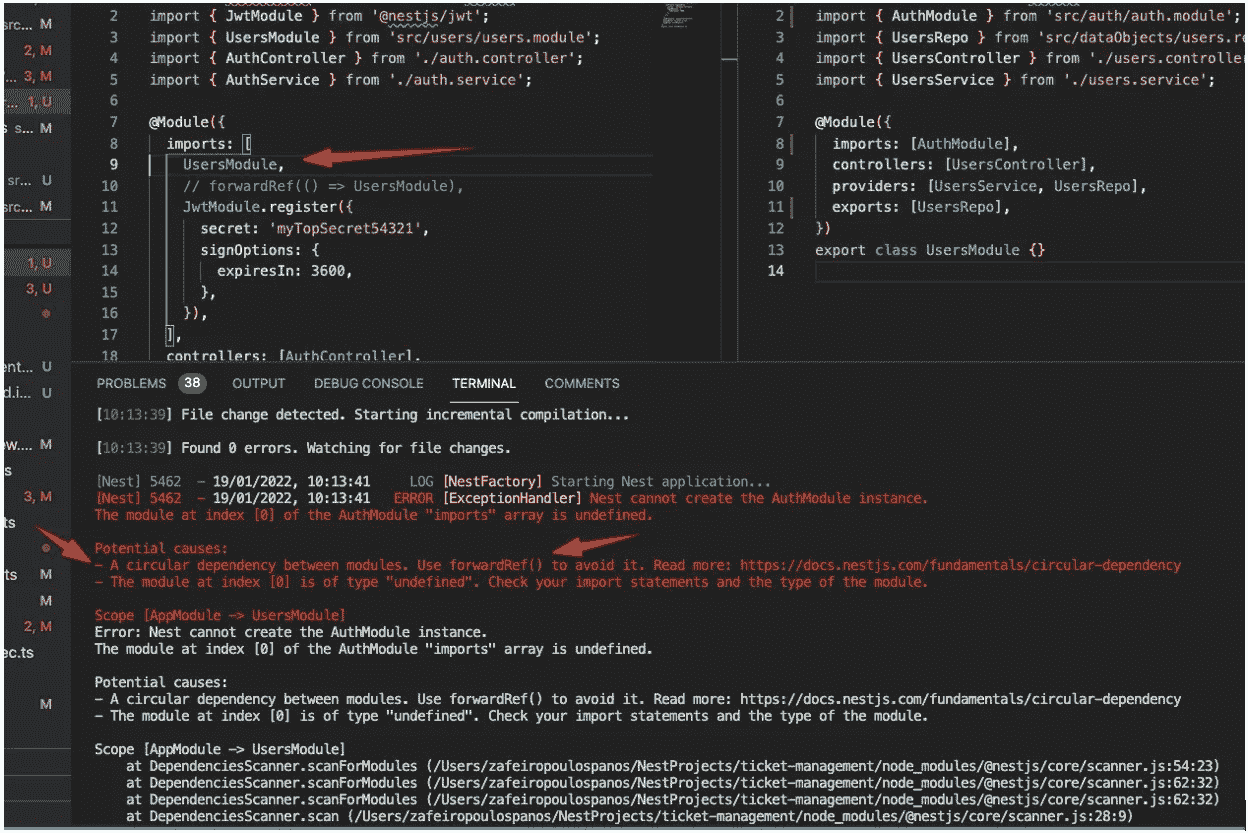 src... M
2, M
/... 3, M
r... 1, U
s s... M
sr... U
src... M
1, U
3, U
ent... U
d.i... U
ew.... M
s
3, M
ts
ts M
M
2, M
ec.ts
M
2 import { JwtModule } from '@nestjs/jwt';
3 import { UsersModule } from 'src/users/users.module';
4 import { AuthController } from './auth.controller';
5 import { AuthService } from './auth.service';
6
7 @Module({
8 imports: [
9 UsersModule,
10 // forwardRef(() => UsersModule),
11 JwtModule.register({
12 secret: 'myTopSecret54321',
13 signOptions: {
14 expiresIn: 3600,
15 },
16 }),
17 ],
18 controllers: [AuthController],
2 import { AuthModule } from 'src/auth/auth.module';
3 import { UsersRepo } from 'src/dataObjects/users.re
4 import { UsersController } from './users.controller
5 import { UsersService } from './users.service';
6
7 @Module({
8 imports: [AuthModule],
9 controllers: [UsersController],
10 providers: [UsersService, UsersRepo],
11 exports: [UsersRepo],
12 })
13 export class UsersModule {}
14
PROBLEMS 38 OUTPUT DEBUG CONSOLE TERMINAL COMMENTS
[10:13:39] File change detected. Starting incremental compilation...
[10:13:39] Found 0 errors. Watching for file changes.
[Nest] 5462 - 19/01/2022, 10:13:41 LOG [NestFactory] Starting Nest application...
[Nest] 5462 - 19/01/2022, 10:13:41 ERROR [ExceptionHandler] Nest cannot create the AuthModule instance.
The module at index [0] of the AuthModule "imports" array is undefined.
Potential causes:
- A circular dependency between modules. Use forwardRef() to avoid it. Read more: https://docs.nestjs.com/fundamentals/circular-dependency
- The module at index [0] is of type "undefined". Check your import statements and the type of the module.
Scope [AppModule -> UsersModule]
Error: Nest cannot create the AuthModule instance.
The module at index [0] of the AuthModule "imports" array is undefined.
Potential causes:
- A circular dependency between modules. Use forwardRef() to avoid it. Read more: https://docs.nestjs.com/fundamentals/circular-dependency
- The module at index [0] is of type "undefined". Check your import statements and the type of the module.
Scope [AppModule -> UsersModule]
at DependenciesScanner.scanForModules (/Users/zafeiropoulospanos/NestProjects/ticket-management/node_modules/@nestjs/core/scanner.js:54:23)
at DependenciesScanner.scanForModules (/Users/zafeiropoulospanos/NestProjects/ticket-management/node_modules/@nestjs/core/scanner.js:62:32)
at DependenciesScanner.scanForModules (/Users/zafeiropoulospanos/NestProjects/ticket-management/node_modules/@nestjs/core/scanner.js:62:32)
at DependenciesScanner.scan (/Users/zafeiropoulospanos/NestProjects/ticket-management/node_modules/@nestjs/core/scanner.js:28:9)